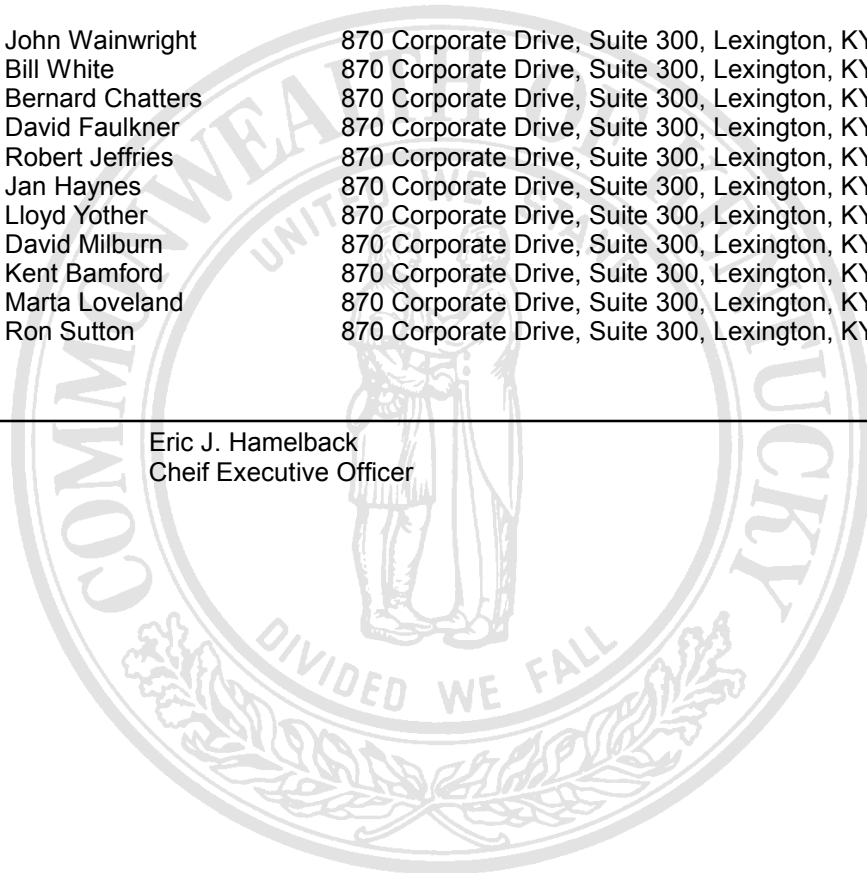 John Wainwright 870 Corporate Drive, Suite 300, Lexington, KY
Bill White 870 Corporate Drive, Suite 300, Lexington, KY
Bernard Chatters 870 Corporate Drive, Suite 300, Lexington, KY
David Faulkner 870 Corporate Drive, Suite 300, Lexington, KY
Robert Jeffries 870 Corporate Drive, Suite 300, Lexington, KY
Jan Haynes 870 Corporate Drive, Suite 300, Lexington, KY
Lloyd Yother 870 Corporate Drive, Suite 300, Lexington, KY
David Milburn 870 Corporate Drive, Suite 300, Lexington, KY
Kent Bamford 870 Corporate Drive, Suite 300, Lexington, KY
Marta Loveland 870 Corporate Drive, Suite 300, Lexington, KY
Ron Sutton 870 Corporate Drive, Suite 300, Lexington, KY
Eric J. Hamelback
Cheif Executive Officer
COMMONWEALTH OF KENTUCKY
UNITED WE STAND
DIVIDED WE FALL